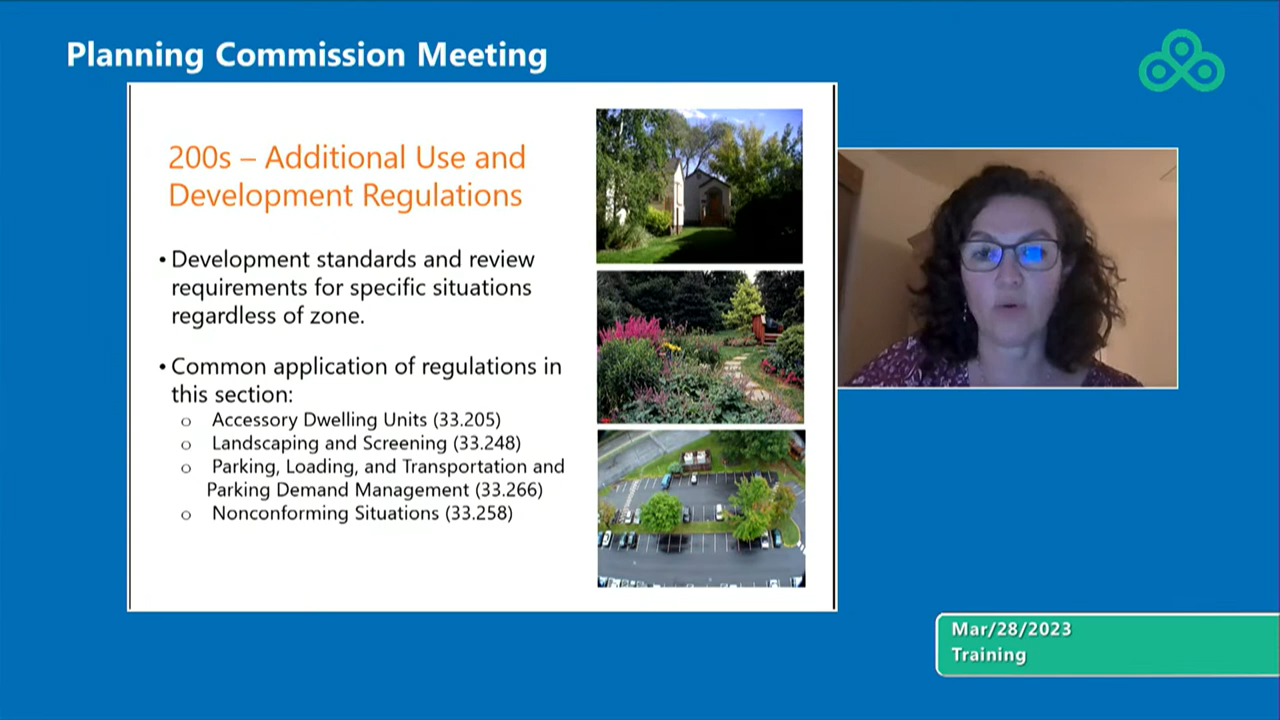 Planning Commission Meeting
200s – Additional Use and
Development Regulations
• Development standards and review
requirements for specific situations
regardless of zone.
• Common application of regulations in
this section:
o Accessory Dwelling Units (33.205)
o Landscaping and Screening (33.248)
o Parking, Loading, and Transportation and
Parking Demand Management (33.266)
o Nonconforming Situations (33.258)
Mar/28/2023
Training